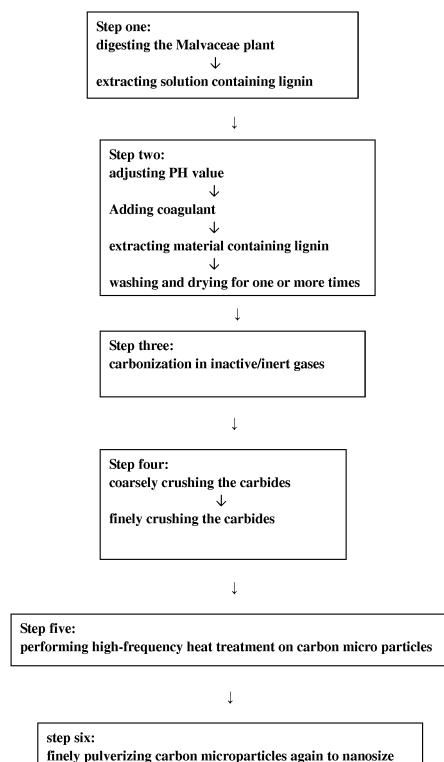 Step one:
digesting the Malvaceae plant
↓
extracting solution containing lignin
↓
Step two:
adjusting PH value
↓
Adding coagulant
↓
extracting material containing lignin
↓
washing and drying for one or more times
↓
Step three:
carbonization in inactive/inert gases
↓
Step four:
coarsely crushing the carbides
↓
finely crushing the carbides
↓
Step five:
performing high-frequency heat treatment on carbon micro particles
↓
step six:
finely pulverizing carbon microparticles again to nanosize